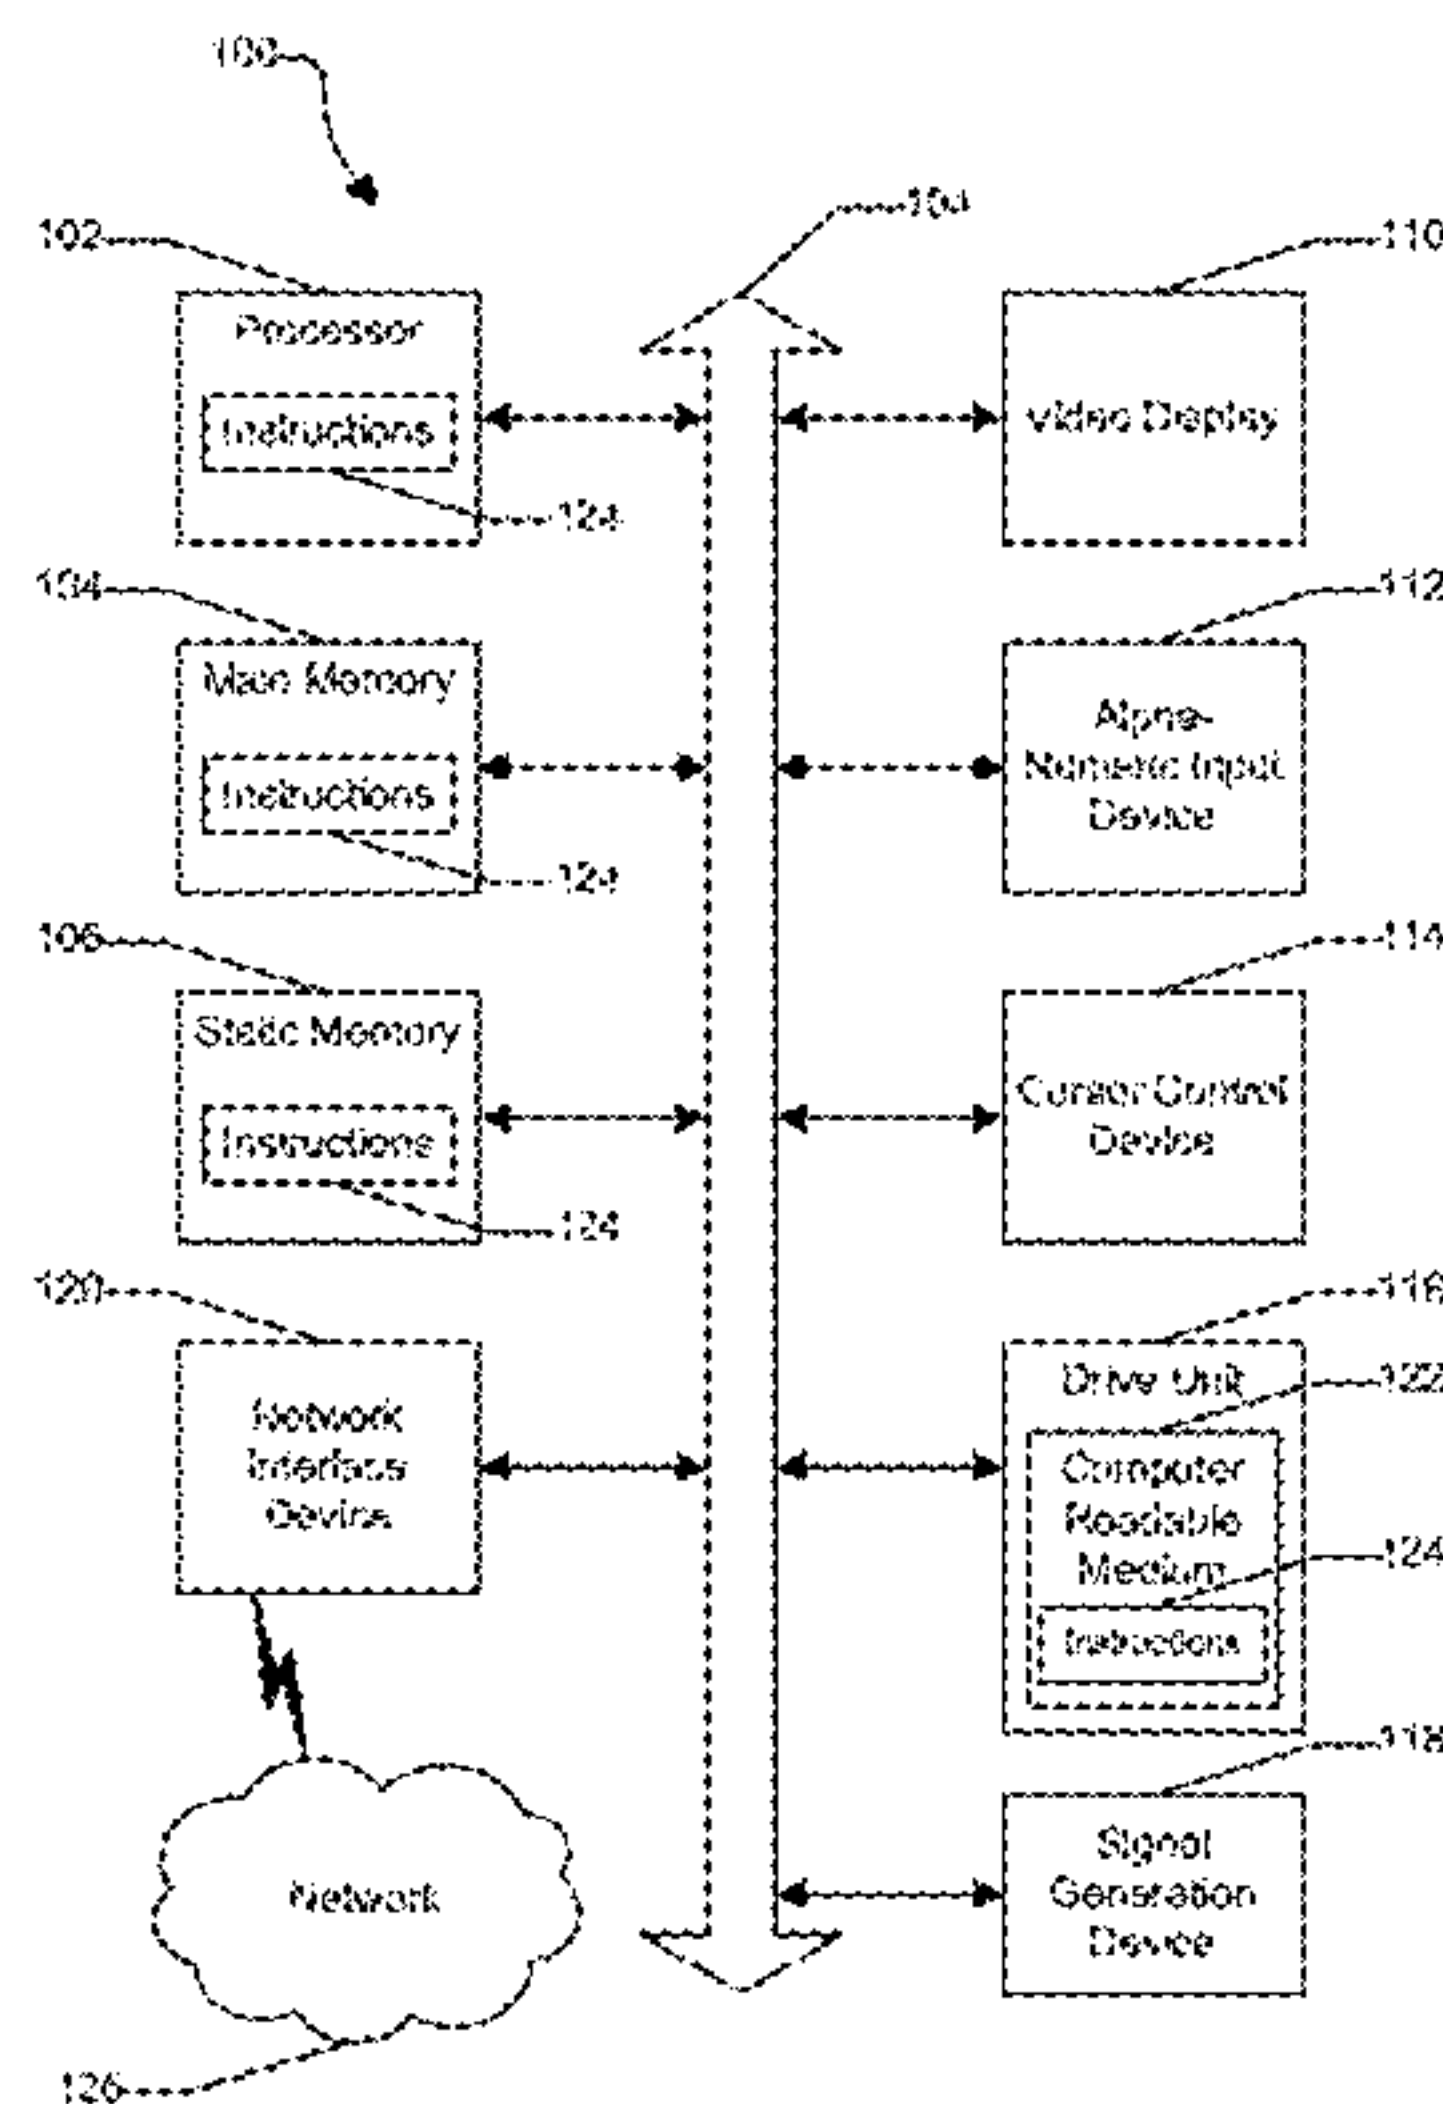 100
104
102
110
Processor
Instructions
Video Display
124
104
112
Main Memory
Alpha-
Numeric Input
Device
Instructions
124
106
114
Static Memory
Cursor Control
Device
Instructions
124
120
116
Drive Unit
122
Network
Interface
Device
Computer
Readable
Medium
124
Instructions
118
Signal
Generation
Device
Network
126